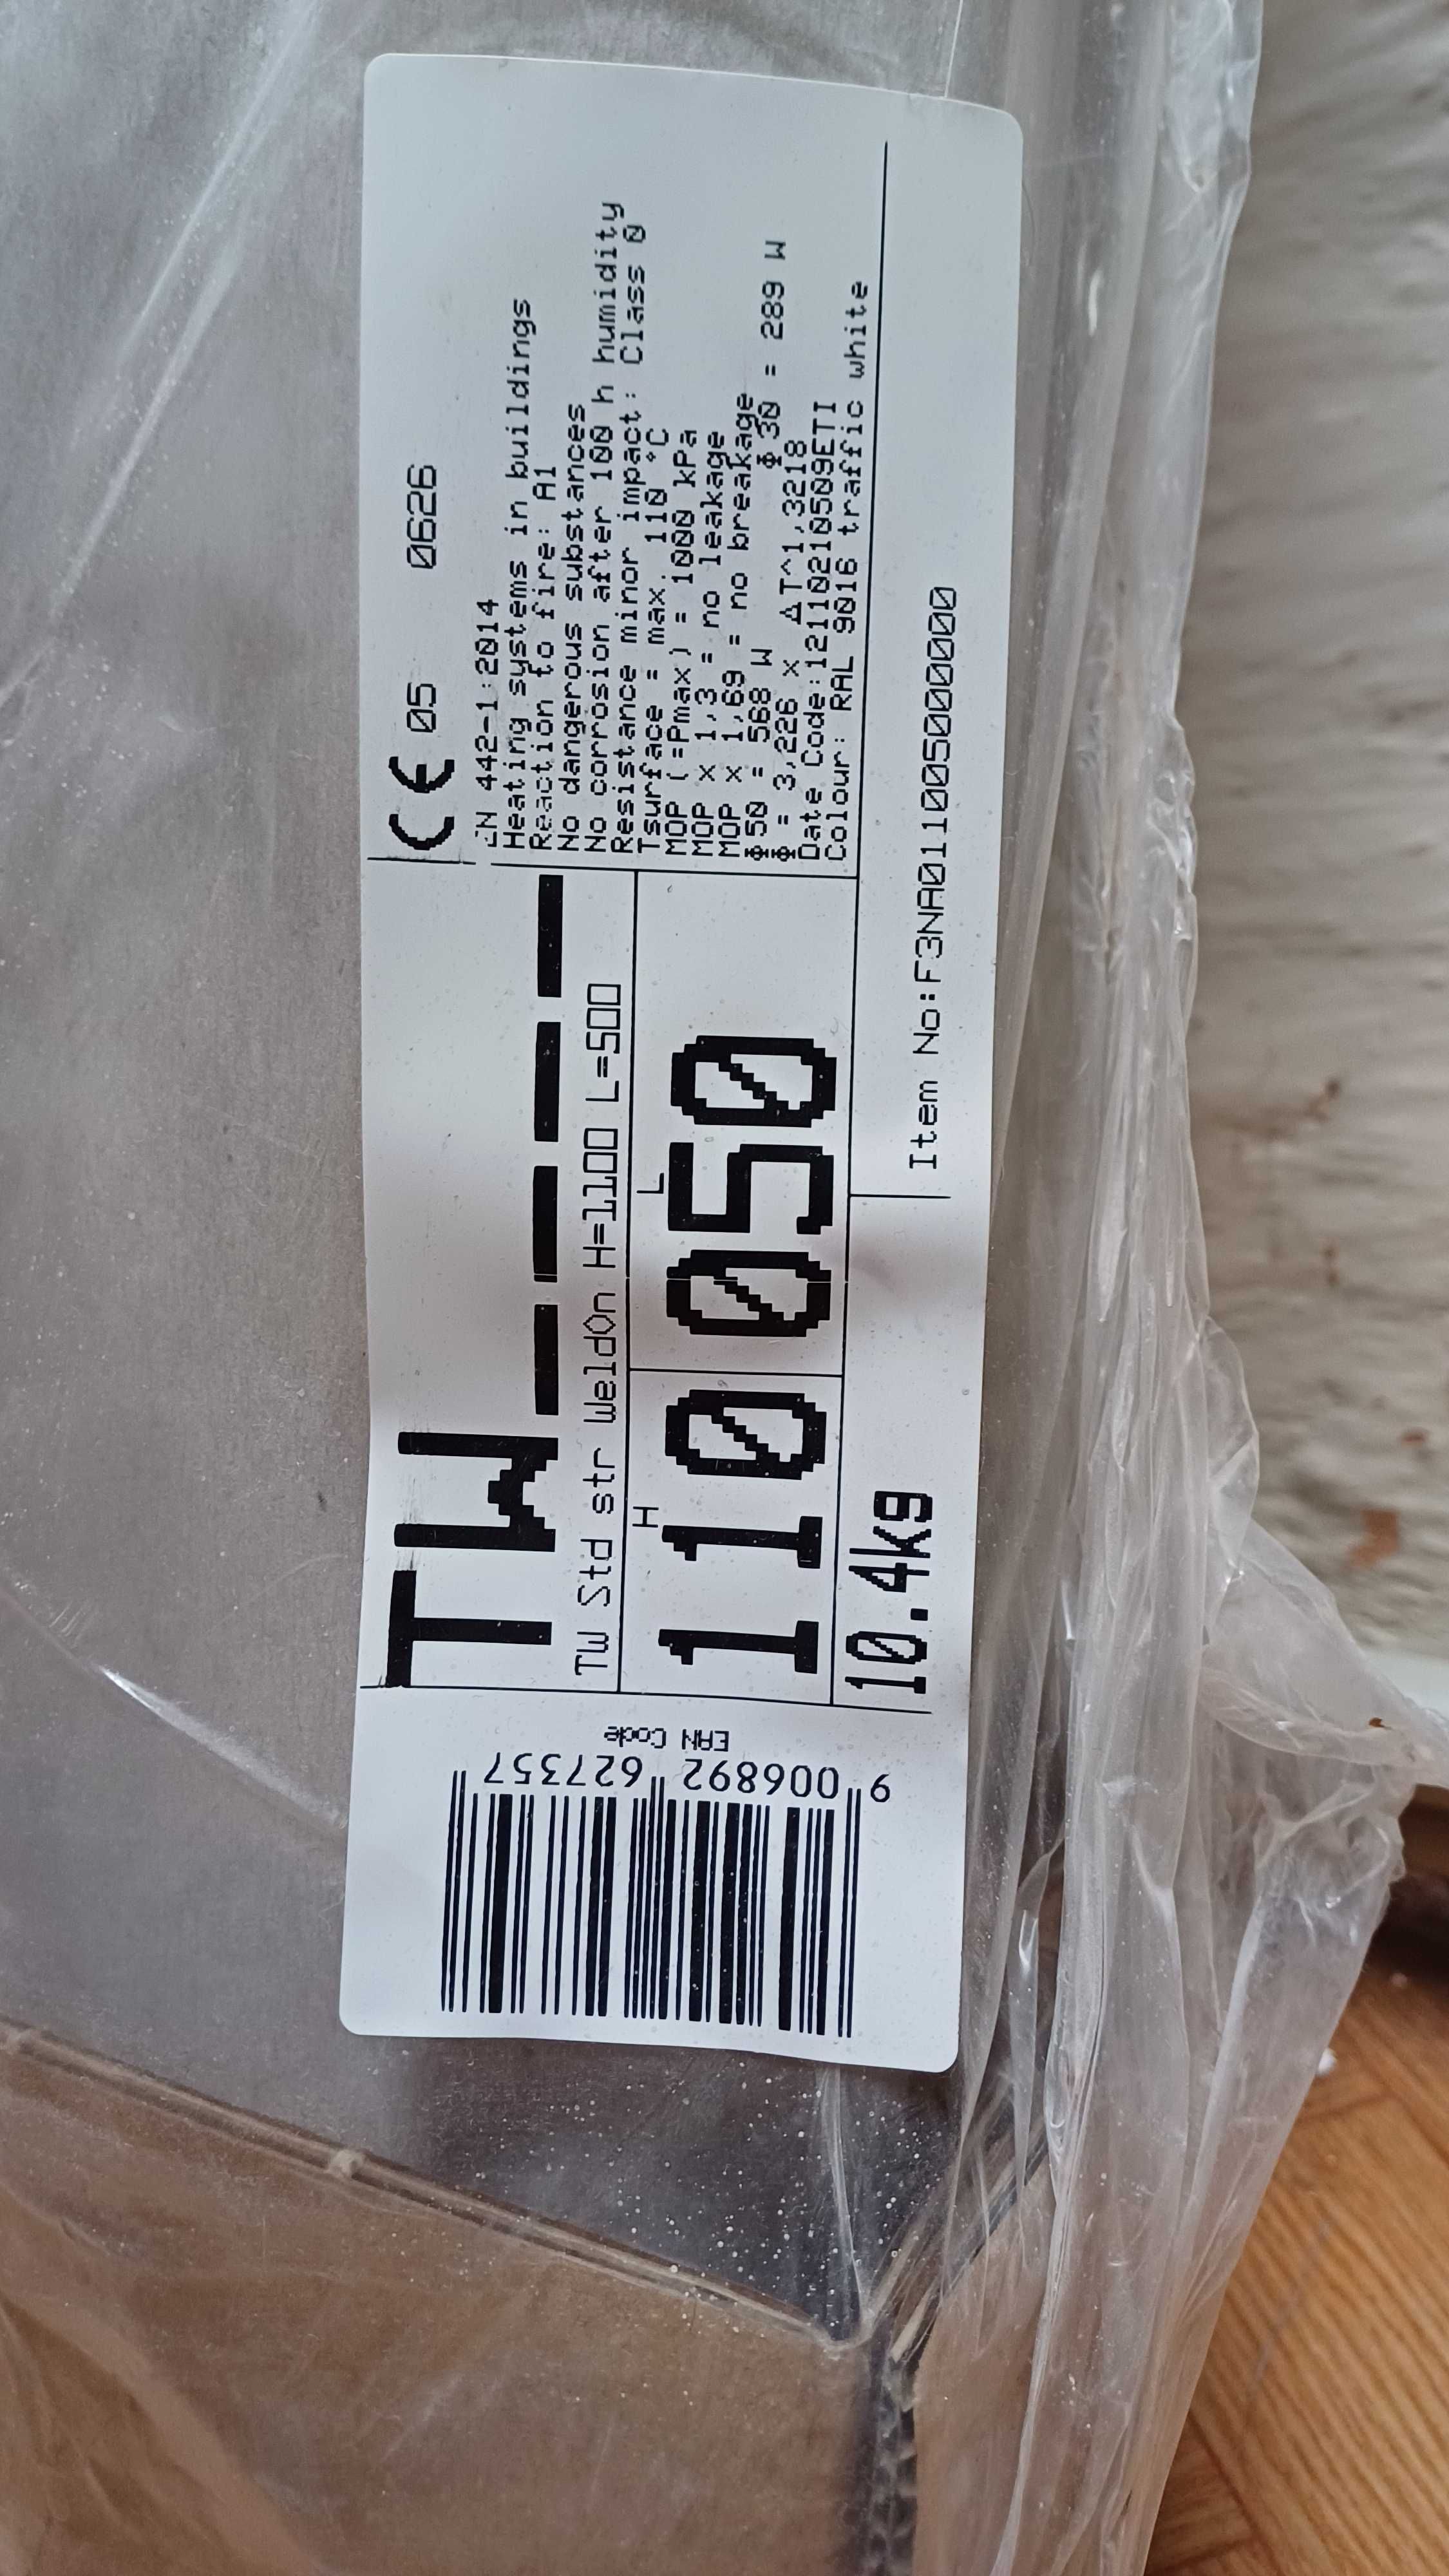 TW____
TW Std str WeldOn H=1100 L=500
H
110
L
050
10.4kg
Item No:F3NA011005000000
CE 05 0626
EN 442-1:2014
Heating systems in buildings
Reaction to fire: A1
No dangerous substances
No corrosion after 100 h humidity
Resistance minor impact: Class 0
Tsurface = max. 110 °C
MOP (=Pmax) = 1000 kPa
MOP x 1,3 = no leakage
MOP x 1,69 = no breakage
Φ 50 = 568 W Φ 30 = 289 W
Φ = 3,226 x ΔT^1,3218
Date Code:12110210509ETI
Colour: RAL 9016 traffic white
EAN Code
9 006892 627357